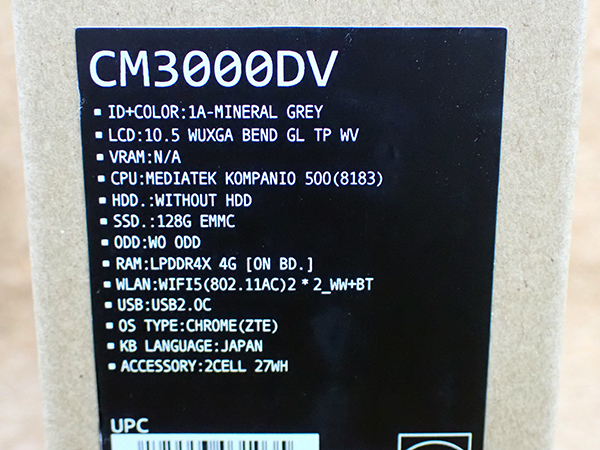 CM3000DV
▪ ID+COLOR:1A-MINERAL GREY
▪ LCD:10.5 WUXGA BEND GL TP WV
▪ VRAM:N/A
▪ CPU:MEDIATEK KOMPANIO 500(8183)
▪ HDD.:WITHOUT HDD
▪ SSD.:128G EMMC
▪ ODD:WO ODD
▪ RAM:LPDDR4X 4G [ON BD.]
▪ WLAN:WIFI5(802.11AC)2*2_WW+BT
▪ USB:USB2.0C
▪ OS TYPE:CHROME(ZTE)
▪ KB LANGUAGE:JAPAN
▪ ACCESSORY:2CELL 27WH
UPC